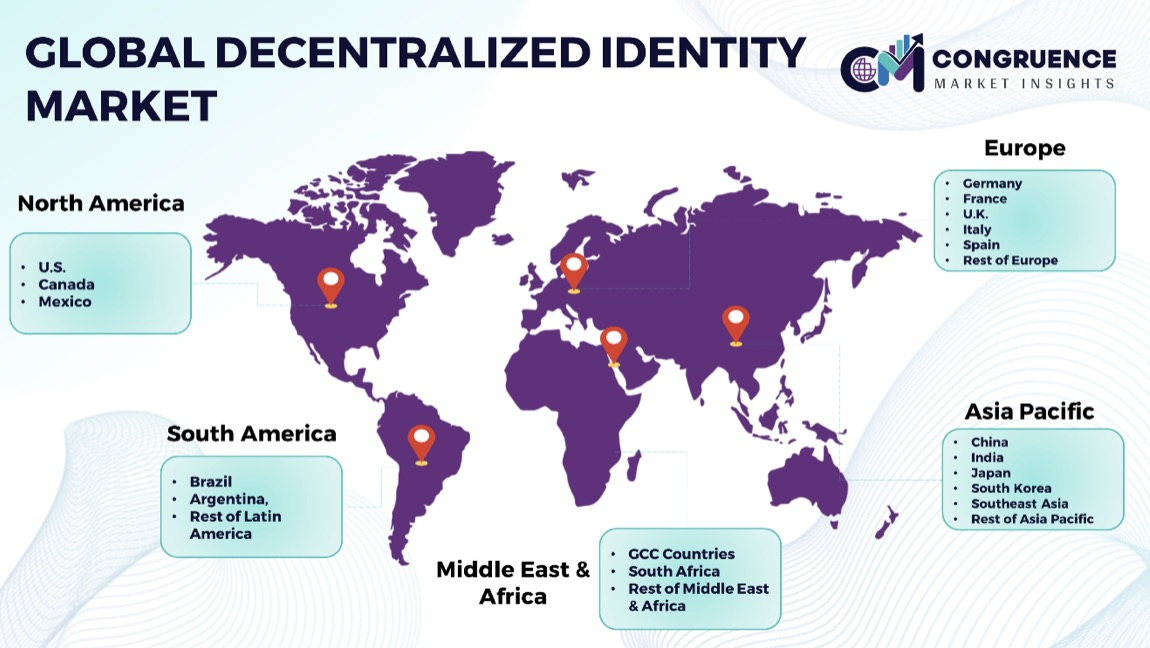 GLOBAL DECENTRALIZED IDENTITY
MARKET
CONGRUENCE
MARKET INSIGHTS
North America
• U.S.
• Canada
• Mexico
Europe
• Germany
• France
• U.K.
• Italy
• Spain
• Rest of Europe
South America
• Brazil
• Argentina,
• Rest of Latin
America
Middle East &
Africa
• GCC Countries
• South Africa
• Rest of Middle East
& Africa
Asia Pacific
• China
• India
• Japan
• South Korea
• Southeast Asia
• Rest of Asia Pacific